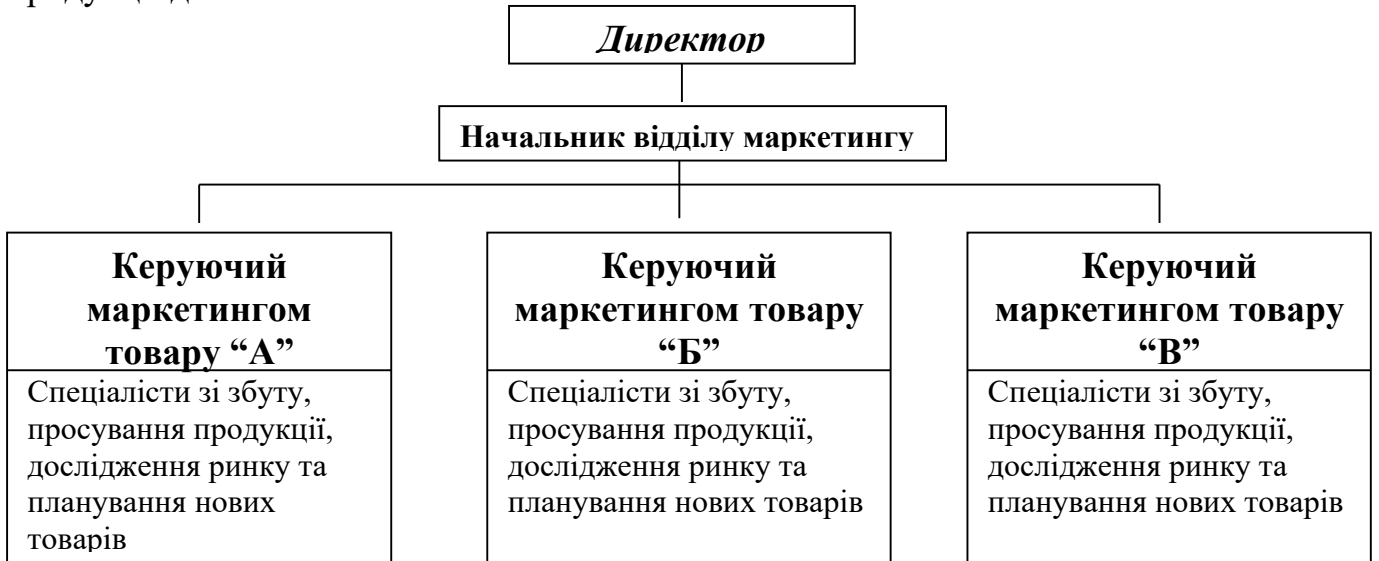 Директор
Начальник відділу маркетингу
Керуючий
маркетингом
товару “А”
Спеціалісти зі збуту,
просування продукції,
дослідження ринку та
планування нових
товарів
Керуючий
маркетингом товару
“Б”
Спеціалісти зі збуту,
просування продукції,
дослідження ринку та
планування нових товарів
Керуючий
маркетингом товару
“В”
Спеціалісти зі збуту,
просування продукції,
дослідження ринку та
планування нових товарів